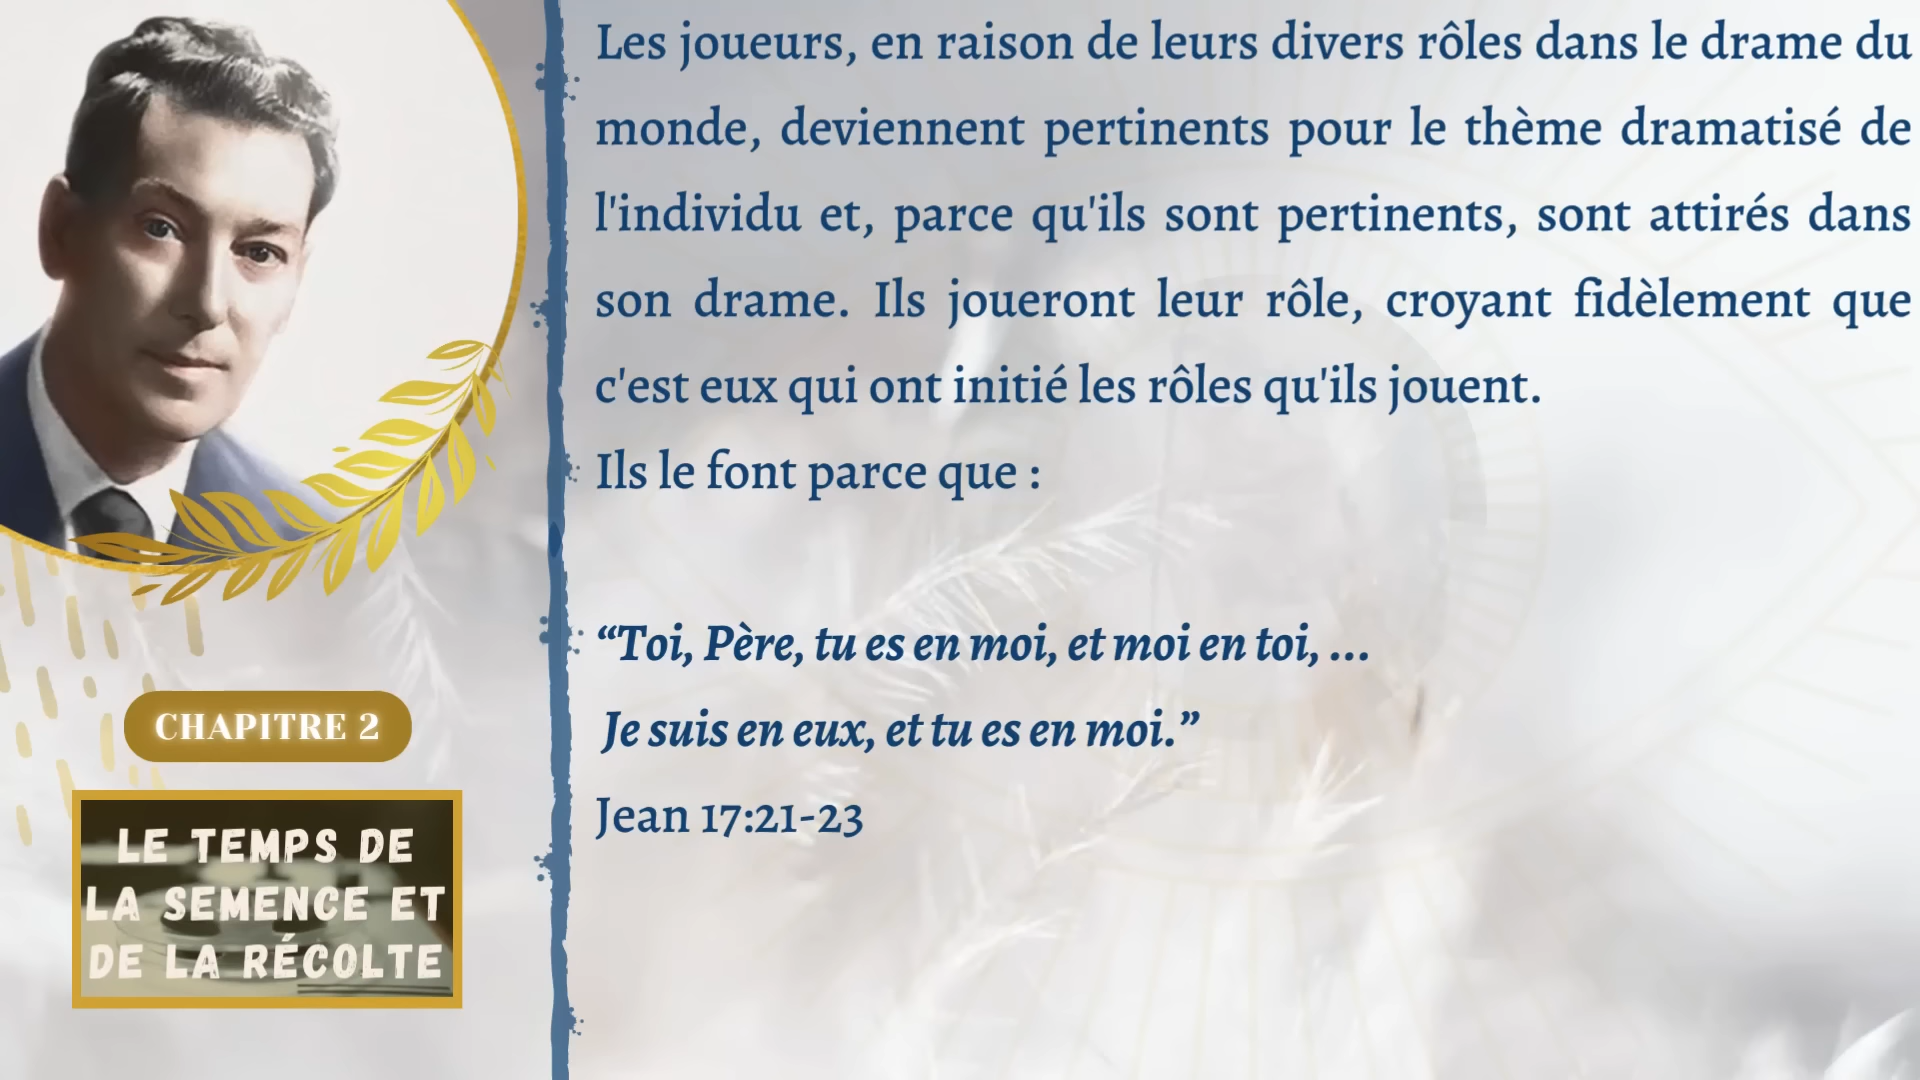 Les joueurs, en raison de leurs divers rôles dans le drame du
monde, deviennent pertinents pour le thème dramatisé de
l'individu et, parce qu'ils sont pertinents, sont attirés dans
son drame. Ils joueront leur rôle, croyant fidèlement que
c'est eux qui ont initié les rôles qu'ils jouent.
Ils le font parce que :
“Toi, Père, tu es en moi, et moi en toi, ...
Je suis en eux, et tu es en moi.”
Jean 17:21-23
CHAPITRE 2
LE TEMPS DE
LA SEMENCE ET
DE LA RÉCOLTE